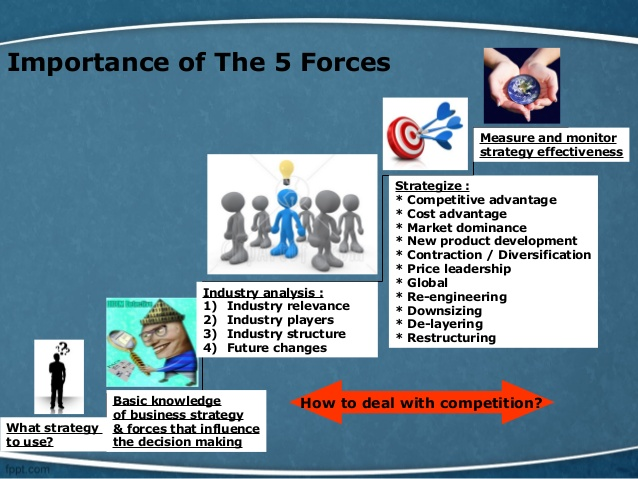 Importance of The 5 Forces
What strategy
to use?
Basic knowledge
of business strategy
& forces that influence
the decision making
Industry analysis :
1) Industry relevance
2) Industry players
3) Industry structure
4) Future changes
Strategize :
* Competitive advantage
* Cost advantage
* Market dominance
* New product development
* Contraction / Diversification
* Price leadership
* Global
* Re-engineering
* Downsizing
* De-layering
* Restructuring
Measure and monitor
strategy effectiveness
How to deal with competition?
fppt.com